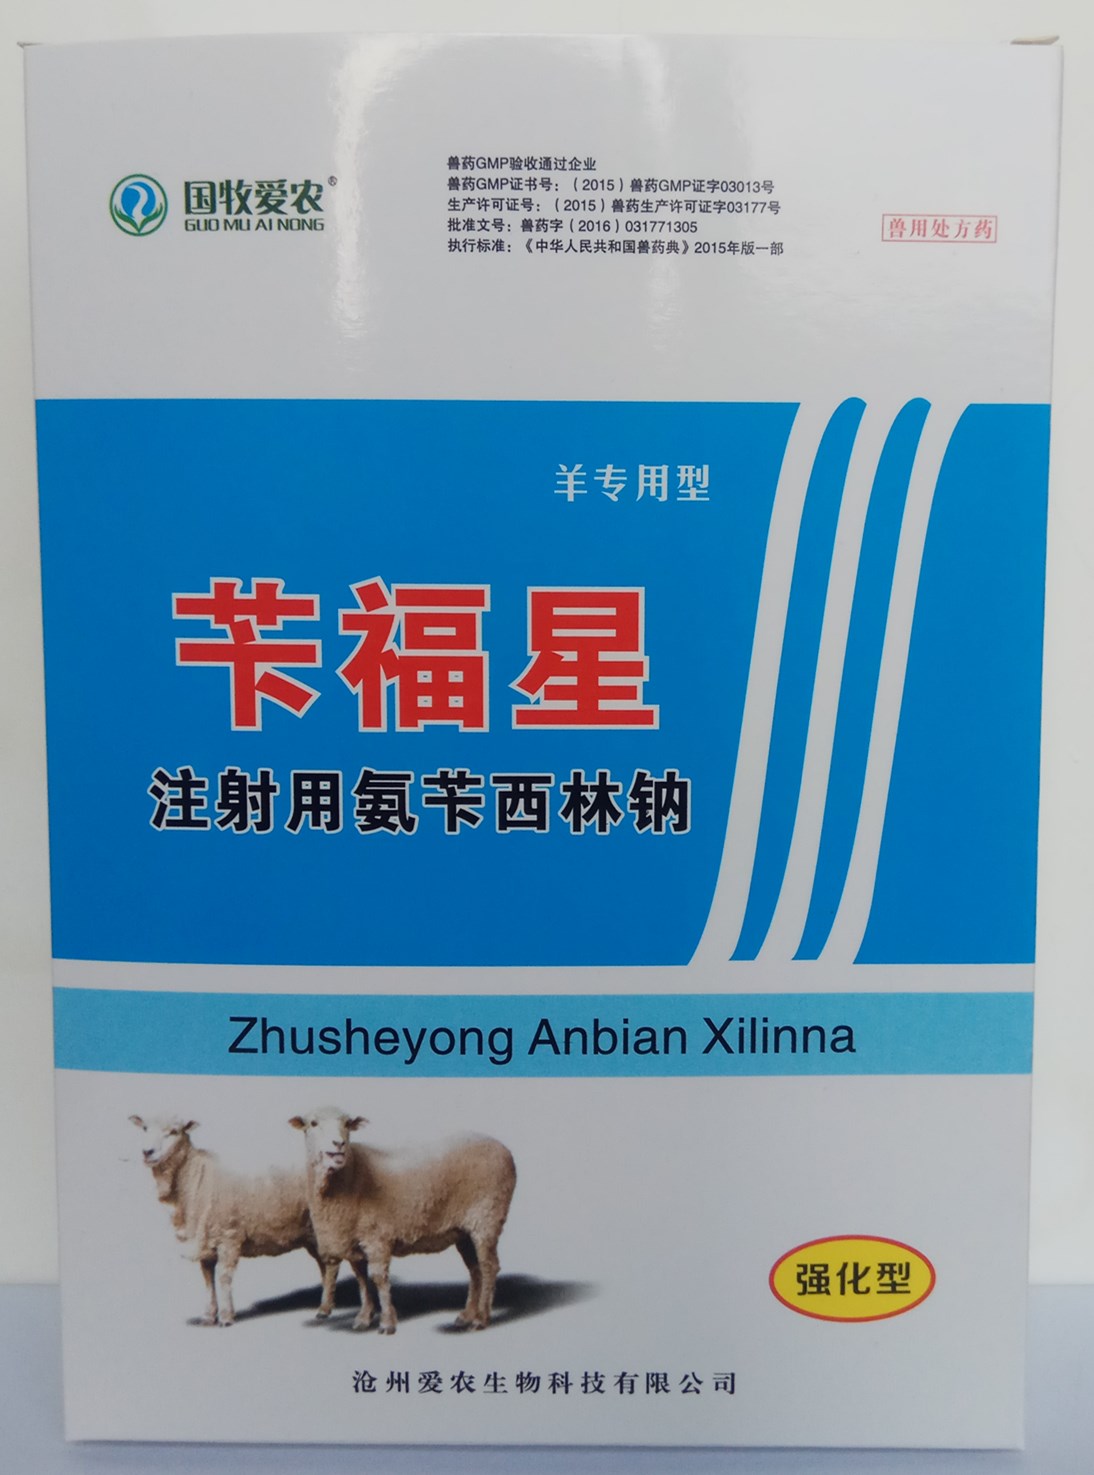 国牧爱农®
GUO MU AI NONG
兽药GMP验收通过企业
兽药GMP证书号：（2015）兽药GMP证字03013号
生产许可证号：（2015）兽药生产许可证字03177号
批准文号：兽药字（2016）031771305
执行标准：《中华人民共和国兽药典》2015年版一部
兽用处方药
羊专用型
苄福星
注射用氨苄西林钠
Zhusheyong Anbian Xilinna
强化型
沧州爱农生物科技有限公司